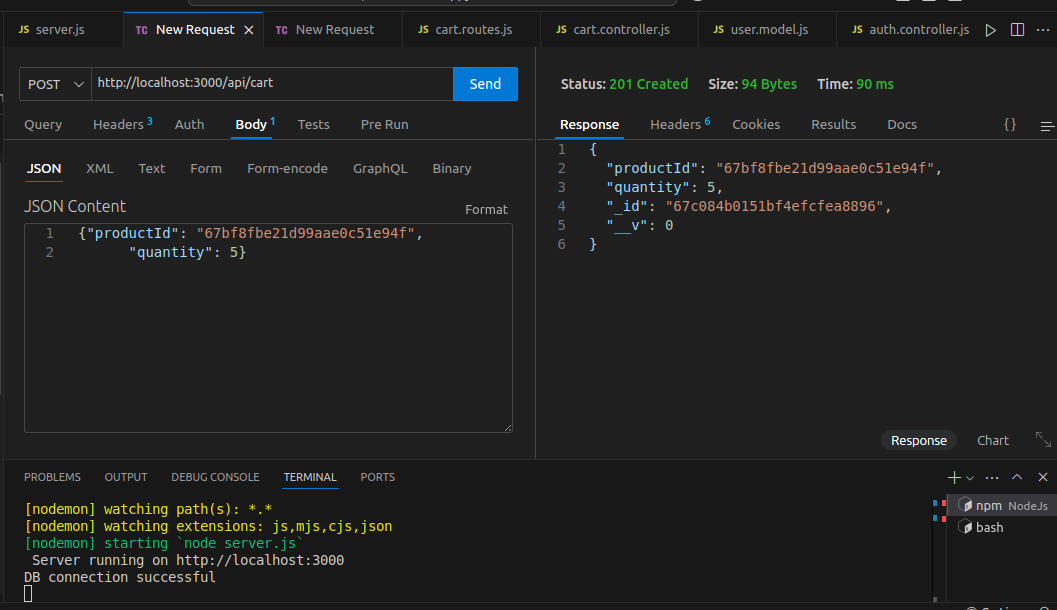 JS server.js
TC New Request ×
TC New Request
JS cart.routes.js
JS cart.controller.js
JS user.model.js
JS auth.controller.js
POST
http://localhost:3000/api/cart
Send
Status: 201 Created Size: 94 Bytes Time: 90 ms
Query Headers 3 Auth Body 1 Tests Pre Run
Response Headers 6 Cookies Results Docs {}
JSON XML Text Form Form-encode GraphQL Binary
JSON Content
Format
1 {"productId": "67bf8fbe21d99aae0c51e94f",
2 "quantity": 5}
1 {
2 "productId": "67bf8fbe21d99aae0c51e94f",
3 "quantity": 5,
4 "_id": "67c084b0151bf4efcfea8896",
5 "__v": 0
6 }
Response Chart
PROBLEMS OUTPUT DEBUG CONSOLE TERMINAL PORTS
[nodemon] watching path(s): *.*
[nodemon] watching extensions: js,mjs,cjs,json
[nodemon] starting `node server.js`
Server running on http://localhost:3000
DB connection successful
npm NodeJs
bash